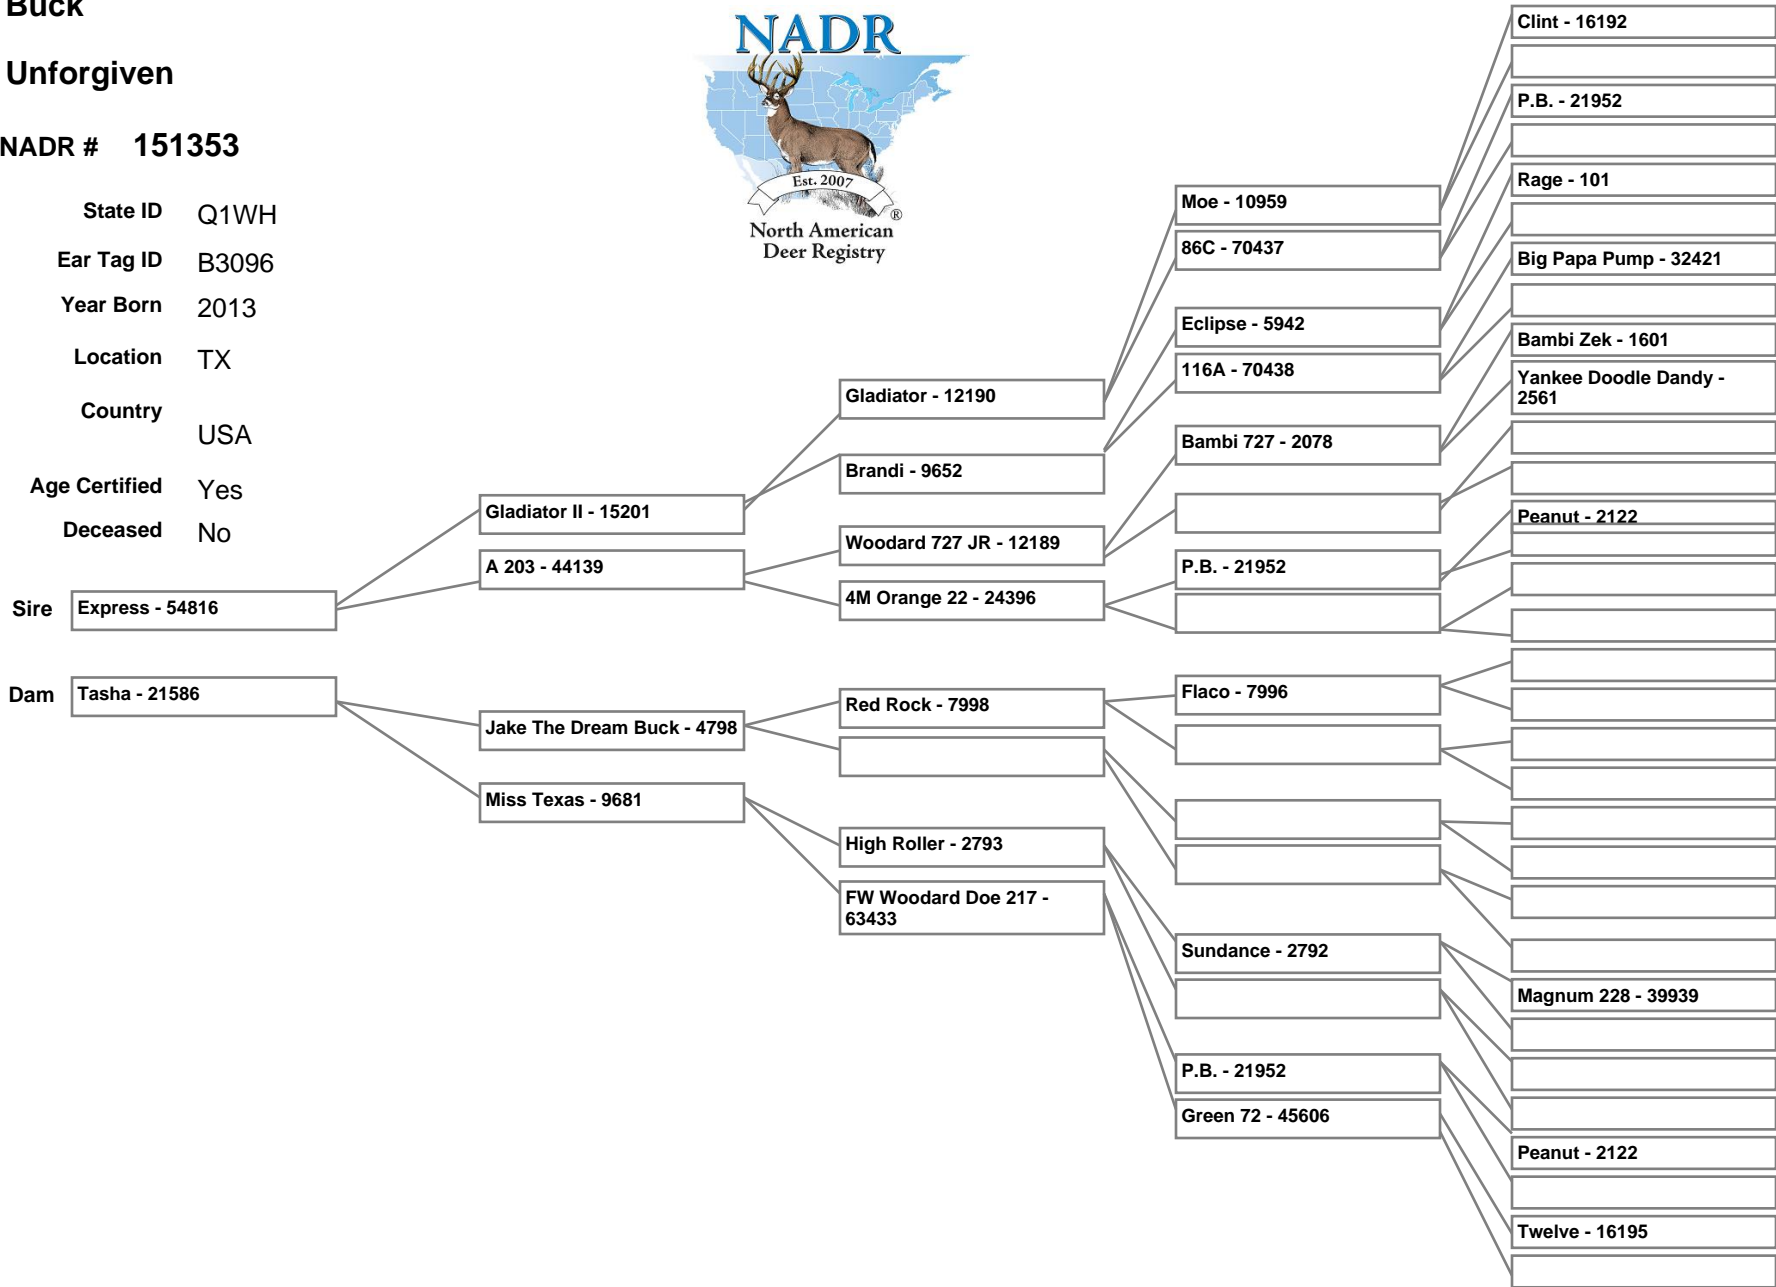 Buck
Unforgiven
NADR # 151353
State ID Q1WH
Ear Tag ID B3096
Year Born 2013
Location TX
Country
USA
Age Certified Yes
Deceased No
NADR
Est. 2007
®
North American
Deer Registry
Sire Express - 54816
Dam Tasha - 21586
Gladiator II - 15201
A 203 - 44139
Jake The Dream Buck - 4798
Miss Texas - 9681
Gladiator - 12190
Brandi - 9652
Woodard 727 JR - 12189
4M Orange 22 - 24396
Red Rock - 7998
High Roller - 2793
FW Woodard Doe 217 -
63433
Moe - 10959
86C - 70437
Eclipse - 5942
116A - 70438
Bambi 727 - 2078
P.B. - 21952
Flaco - 7996
Sundance - 2792
P.B. - 21952
Green 72 - 45606
Clint - 16192
P.B. - 21952
Rage - 101
Big Papa Pump - 32421
Bambi Zek - 1601
Yankee Doodle Dandy -
2561
Peanut - 2122
Magnum 228 - 39939
Peanut - 2122
Twelve - 16195